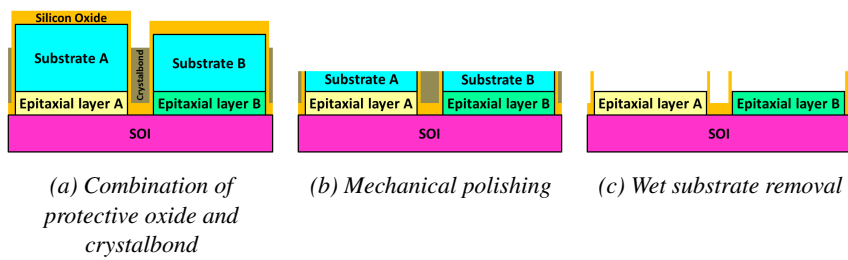 Silicon Oxide
Substrate A
Crystalbond
Substrate B
Epitaxial layer A
Epitaxial layer B
SOI
(a) Combination of
protective oxide and
crystalbond
Substrate A
Substrate B
Epitaxial layer A
Epitaxial layer B
SOI
(b) Mechanical polishing
Epitaxial layer A
Epitaxial layer B
SOI
(c) Wet substrate removal